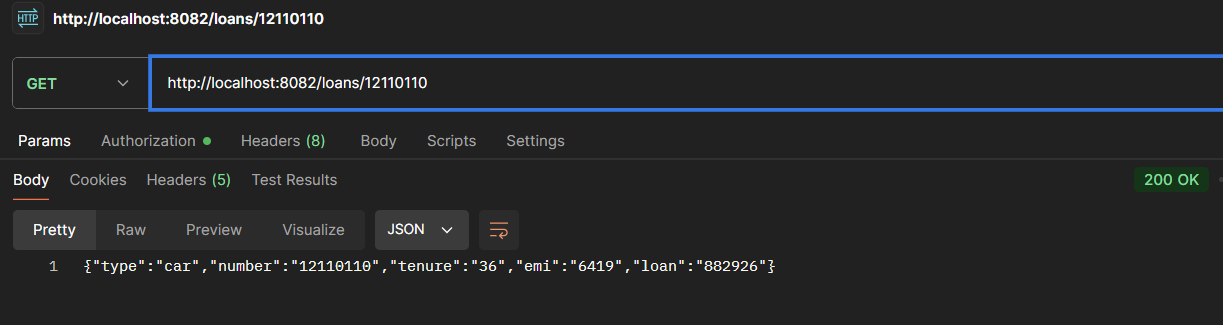 HTTP http://localhost:8082/loans/12110110
GET http://localhost:8082/loans/12110110
Params Authorization Headers (8) Body Scripts Settings
Body Cookies Headers (5) Test Results 200 OK
Pretty Raw Preview Visualize JSON
1 {"type":"car","number":"12110110","tenure":"36","emi":"6419","loan":"882926"}